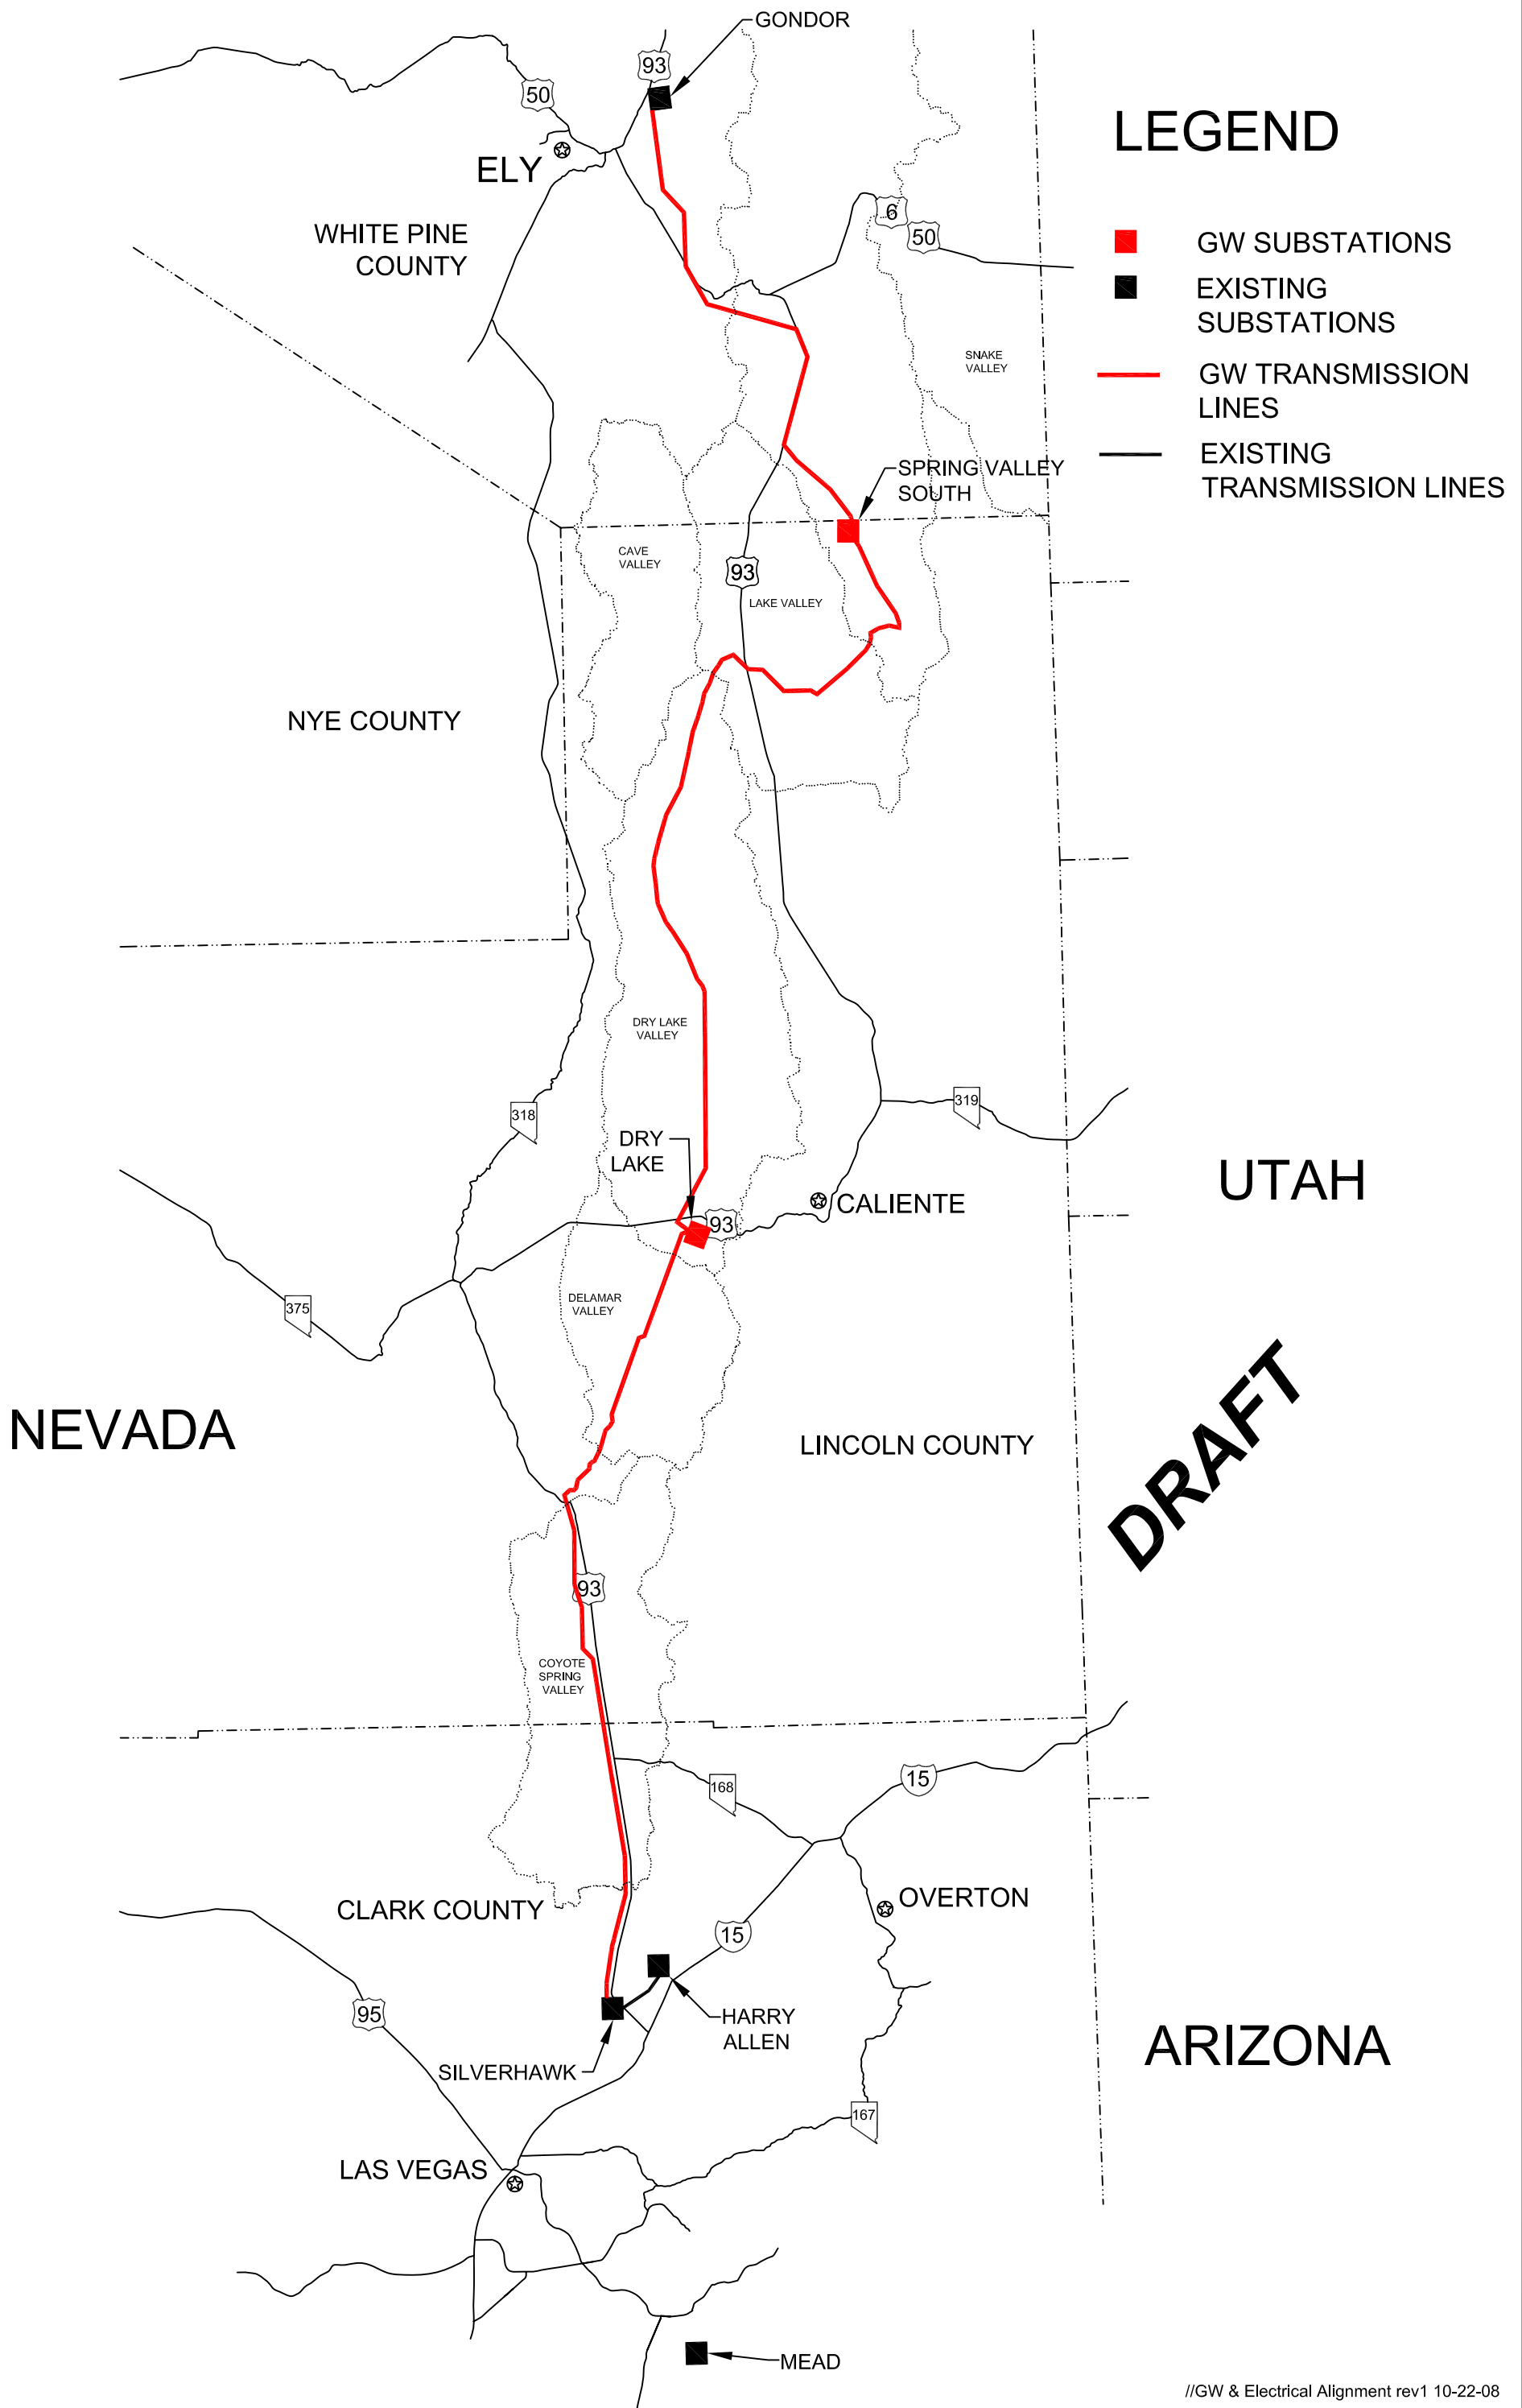 GONDOR
93
50
ELY
LEGEND
WHITE PINE
COUNTY
6
50
GW SUBSTATIONS
EXISTING
SUBSTATIONS
SNAKE
VALLEY
GW TRANSMISSION
LINES
EXISTING
TRANSMISSION LINES
SPRING VALLEY
SOUTH
CAVE
VALLEY
93
LAKE VALLEY
NYE COUNTY
DRY LAKE
VALLEY
318
319
DRY
LAKE
UTAH
CALIENTE
93
375
DELAMAR
VALLEY
NEVADA
LINCOLN COUNTY
DRAFT
93
COYOTE
SPRING
VALLEY
168
15
CLARK COUNTY
OVERTON
15
95
HARRY
ALLEN
ARIZONA
SILVERHAWK
167
LAS VEGAS
MEAD
//GW & Electrical Alignment rev1 10-22-08